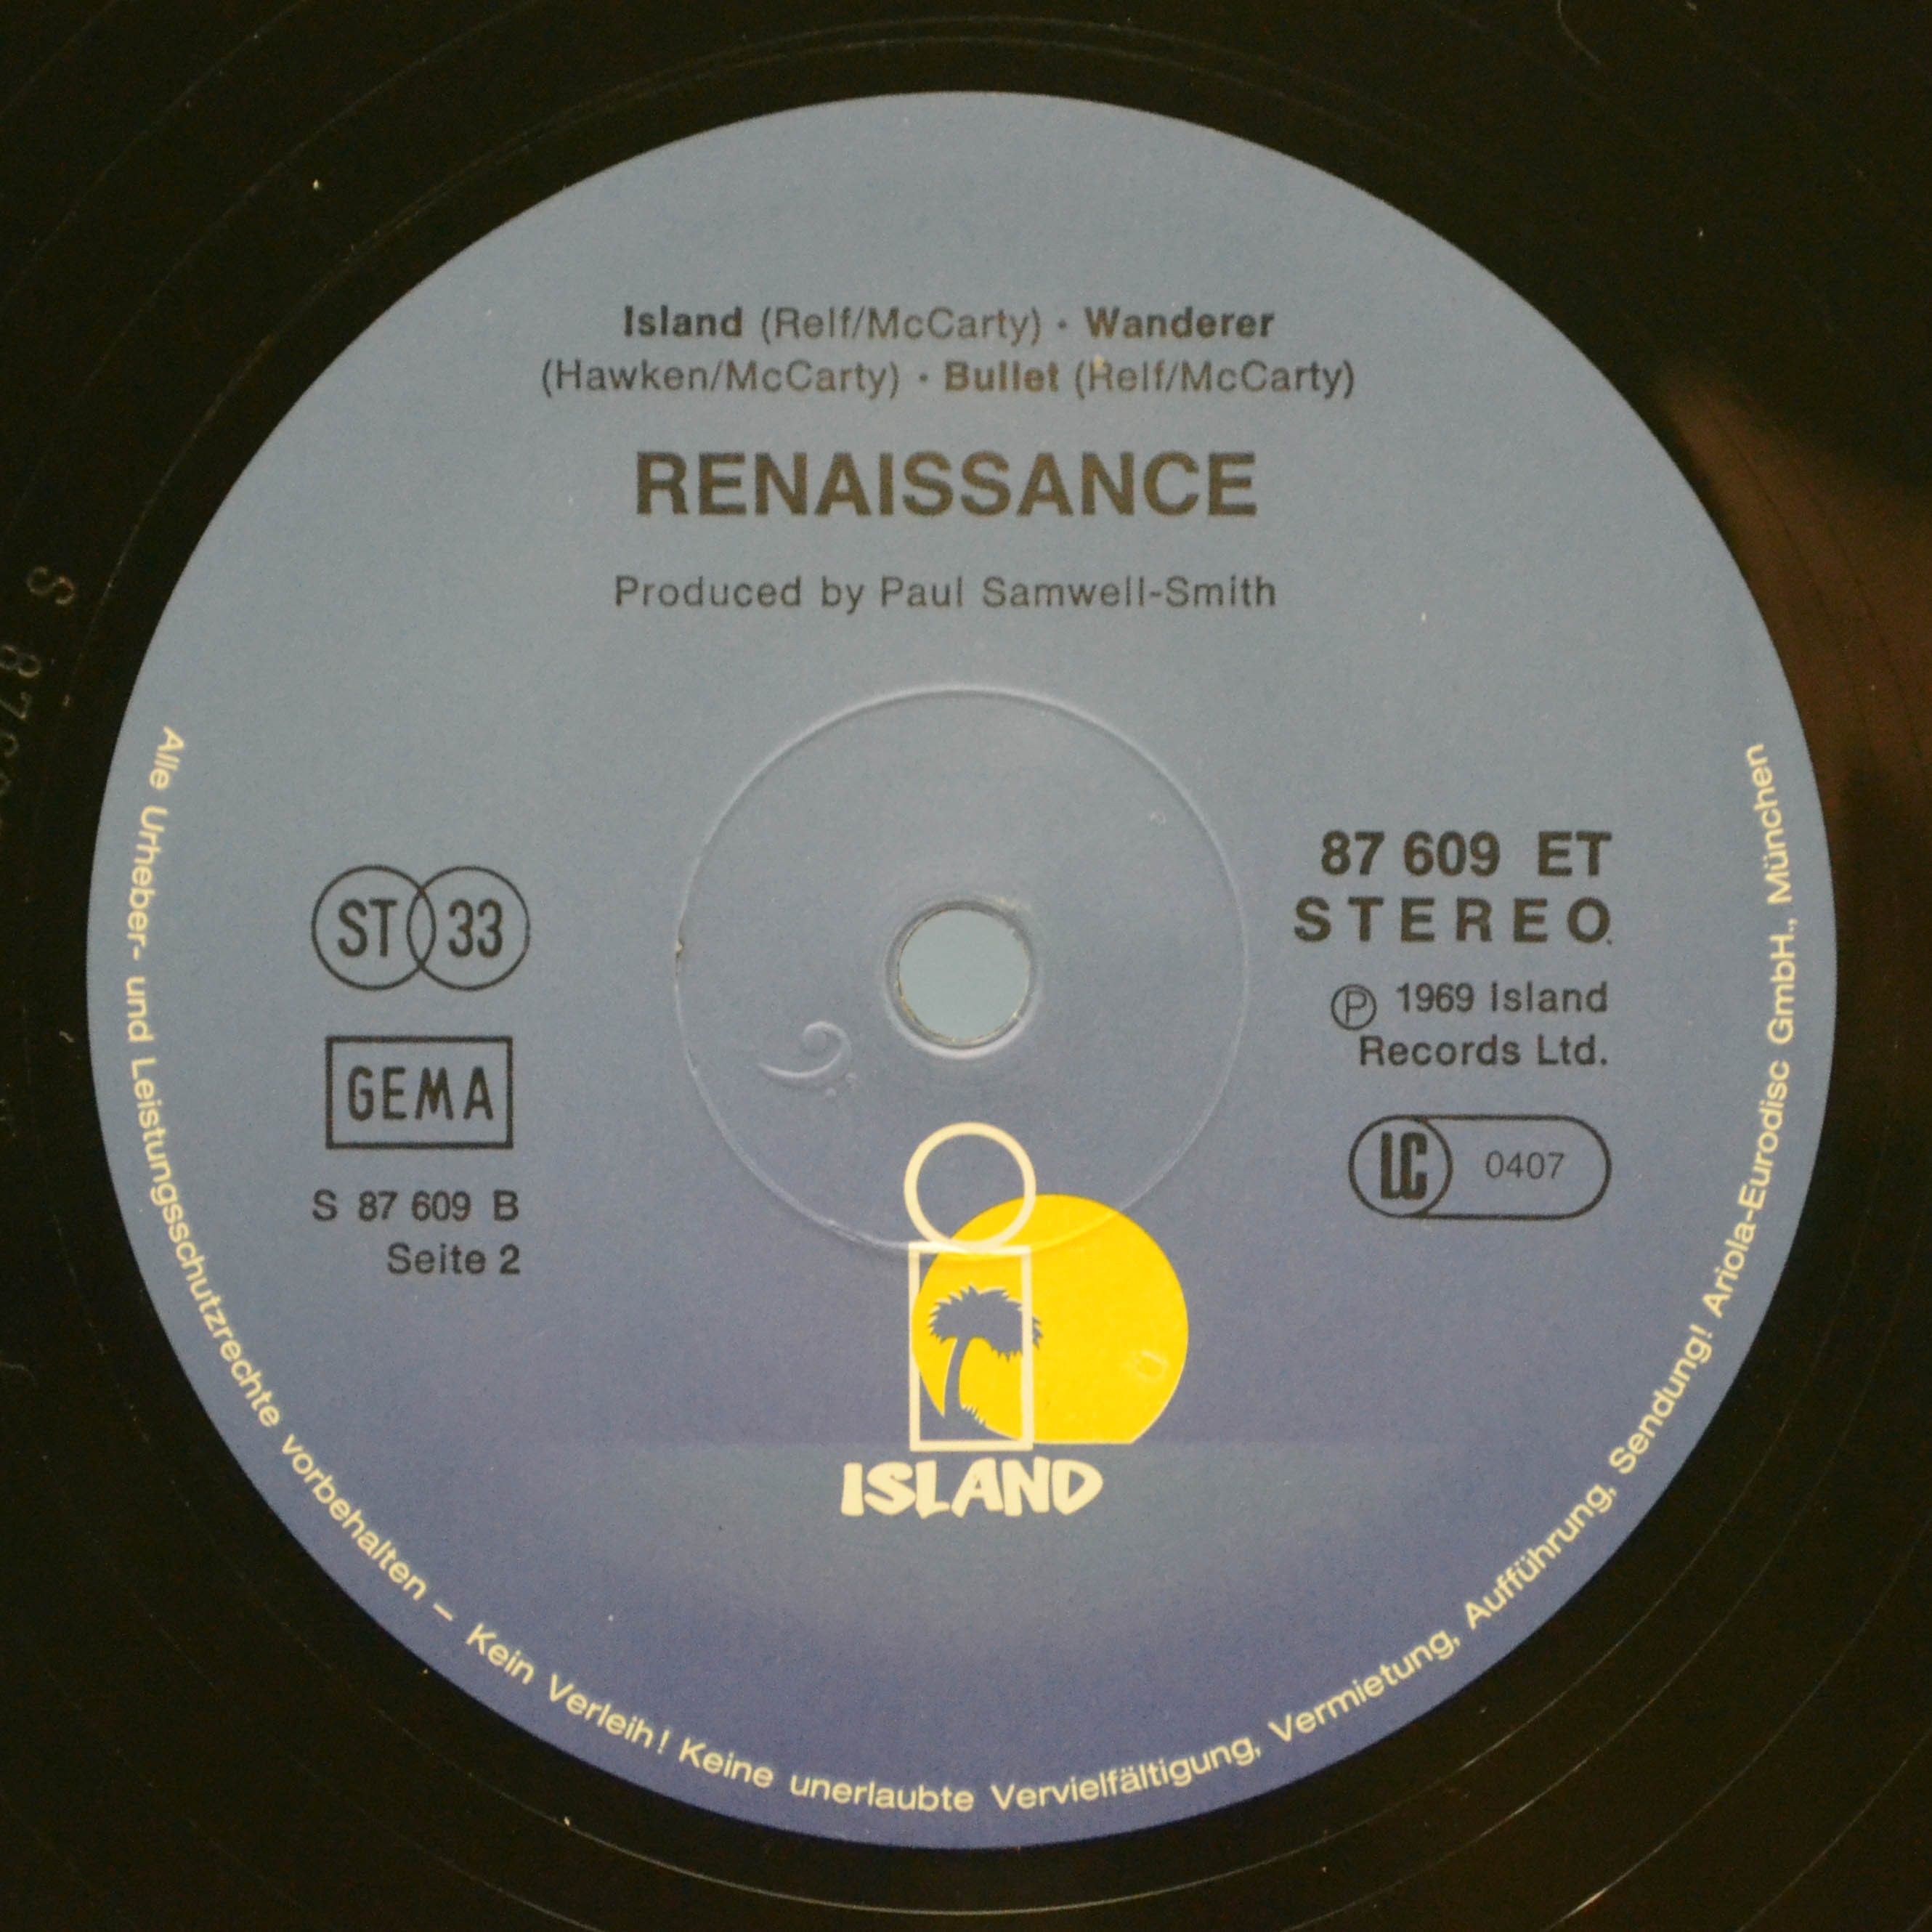 Island (Relf/McCarty) · Wanderer
(Hawken/McCarty) · Bullet (Relf/McCarty)
RENAISSANCE
Produced by Paul Samwell-Smith
ST 33
GEMA
S 87 609 B
Seite 2
87 609 ET
STEREO
℗ 1969 Island
Records Ltd.
LC 0407
ISLAND
Alle Urheber- und Leistungsschutzrechte vorbehalten – Kein Verleih! Keine unerlaubte Vervielfältigung, Vermietung, Aufführung, Sendung! Ariola-Eurodisc GmbH., München